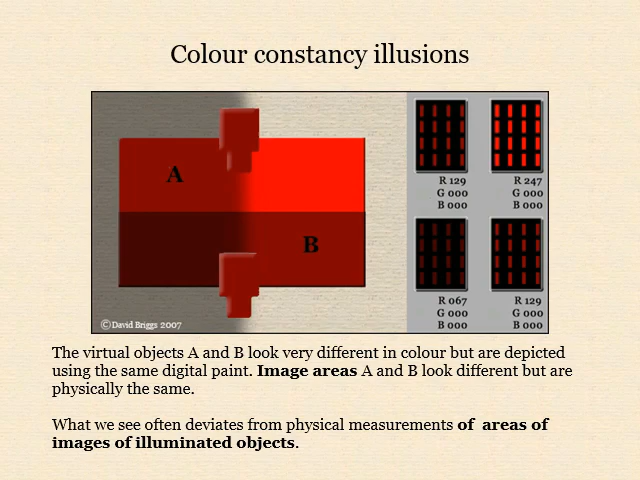 Colour constancy illusions
A
B
R 129
G 000
B 000
R 247
G 000
B 000
R 067
G 000
B 000
R 129
G 000
B 000
©David Briggs 2007
The virtual objects A and B look very different in colour but are depicted
using the same digital paint. Image areas A and B look different but are
physically the same.
What we see often deviates from physical measurements of  areas of
images of illuminated objects.